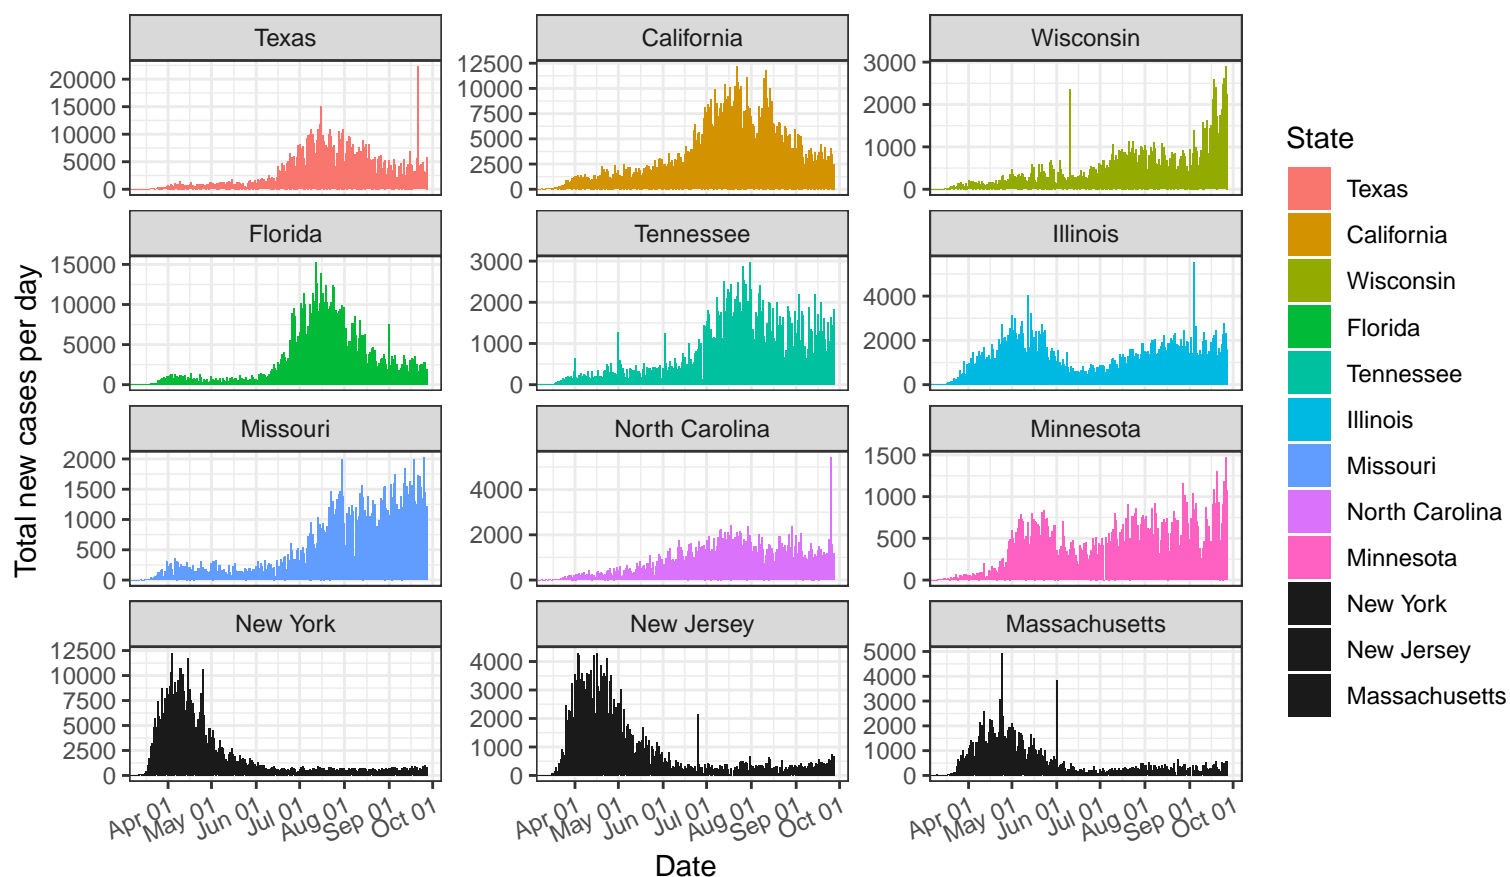 Texas
California
Wisconsin
20000
15000
10000
5000
0
12500
10000
7500
5000
2500
0
3000
2000
1000
0
Florida
Tennessee
Illinois
15000
10000
5000
0
3000
2000
1000
0
4000
2000
0
Missouri
North Carolina
Minnesota
2000
1500
1000
500
0
4000
2000
0
1500
1000
500
0
New York
New Jersey
Massachusetts
12500
10000
7500
5000
2500
0
4000
3000
2000
1000
0
5000
4000
3000
2000
1000
0
Apr 01
May 01
Jun 01
Jul 01
Aug 01
Sep 01
Oct 01
Apr 01
May 01
Jun 01
Jul 01
Aug 01
Sep 01
Oct 01
Apr 01
May 01
Jun 01
Jul 01
Aug 01
Sep 01
Oct 01
Date
Total new cases per day
State
Texas
California
Wisconsin
Florida
Tennessee
Illinois
Missouri
North Carolina
Minnesota
New York
New Jersey
Massachusetts